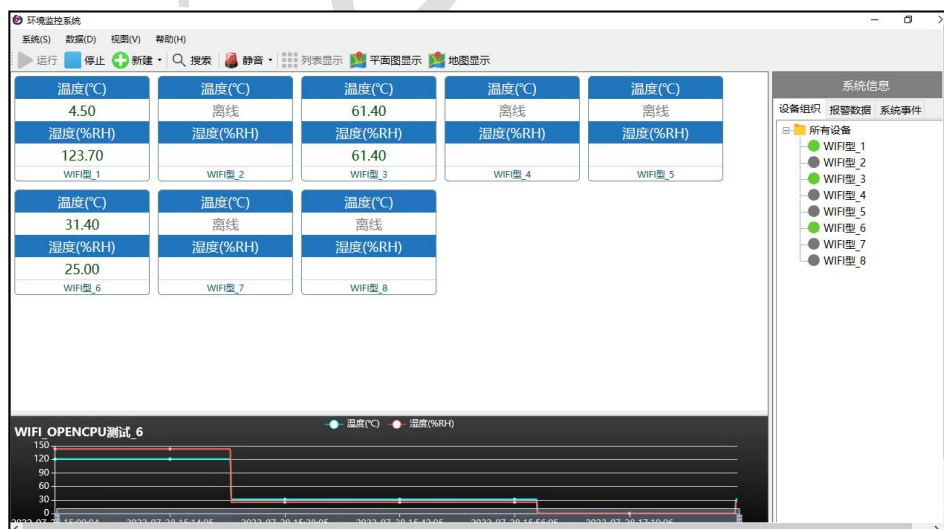 环境监控系统
系统(S) 数据(D) 视图(V) 帮助(H)
运行 停止 新建 搜索 静音 列表显示 平面图显示 地图显示
温度(℃) 温度(℃) 温度(℃) 温度(℃) 温度(℃)
4.50 离线 61.40 离线 离线
湿度(%RH) 湿度(%RH) 湿度(%RH) 湿度(%RH) 湿度(%RH)
123.70 61.40
WIFI型_1 WIFI型_2 WIFI型_3 WIFI型_4 WIFI型_5
温度(℃) 温度(℃) 温度(℃)
31.40 离线 离线
湿度(%RH) 湿度(%RH) 湿度(%RH)
25.00
WIFI型_6 WIFI型_7 WIFI型_8
系统信息
设备组织 报警数据 系统事件
所有设备
WIFI型_1
WIFI型_2
WIFI型_3
WIFI型_4
WIFI型_5
WIFI型_6
WIFI型_7
WIFI型_8
温度(℃) 湿度(%RH)
WIFI_OPENCPU测试_6
150
120
90
60
30
0